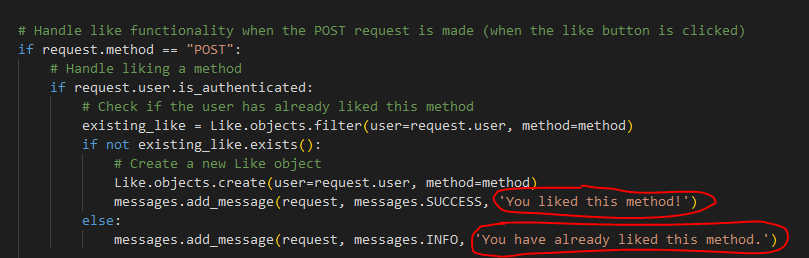 # Handle like functionality when the POST request is made (when the like button is clicked)
if request.method == "POST":
# Handle liking a method
if request.user.is_authenticated:
# Check if the user has already liked this method
existing_like = Like.objects.filter(user=request.user, method=method)
if not existing_like.exists():
# Create a new Like object
Like.objects.create(user=request.user, method=method)
messages.add_message(request, messages.SUCCESS, 'You liked this method!')
else:
messages.add_message(request, messages.INFO, 'You have already liked this method.')